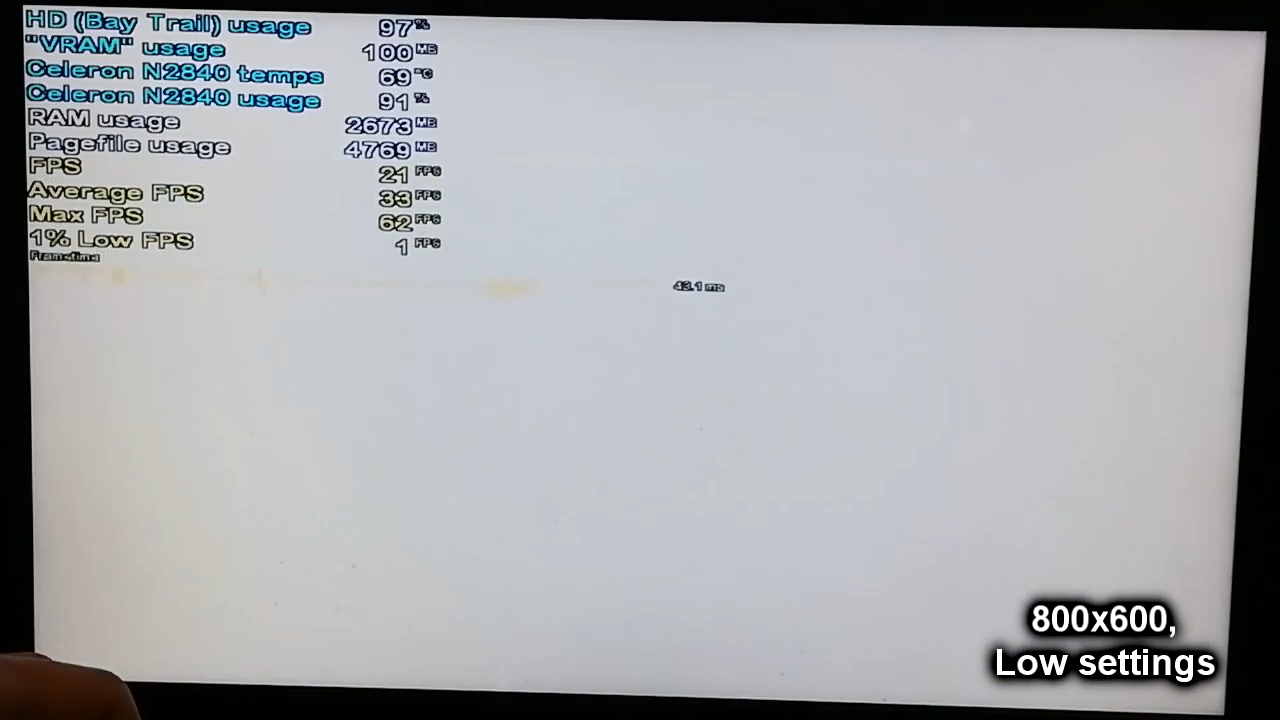 HD (Bay Trail) usage 97 %
"VRAM" usage 100 MB
Celeron N2840 temps 69 °C
Celeron N2840 usage 91 %
RAM usage 2673 MB
Pagefile usage 4769 MB
FPS 21 FPS
Average FPS 33 FPS
Max FPS 62 FPS
1% Low FPS 1 FPS
Frametime
43.1 ms
800x600,
Low settings